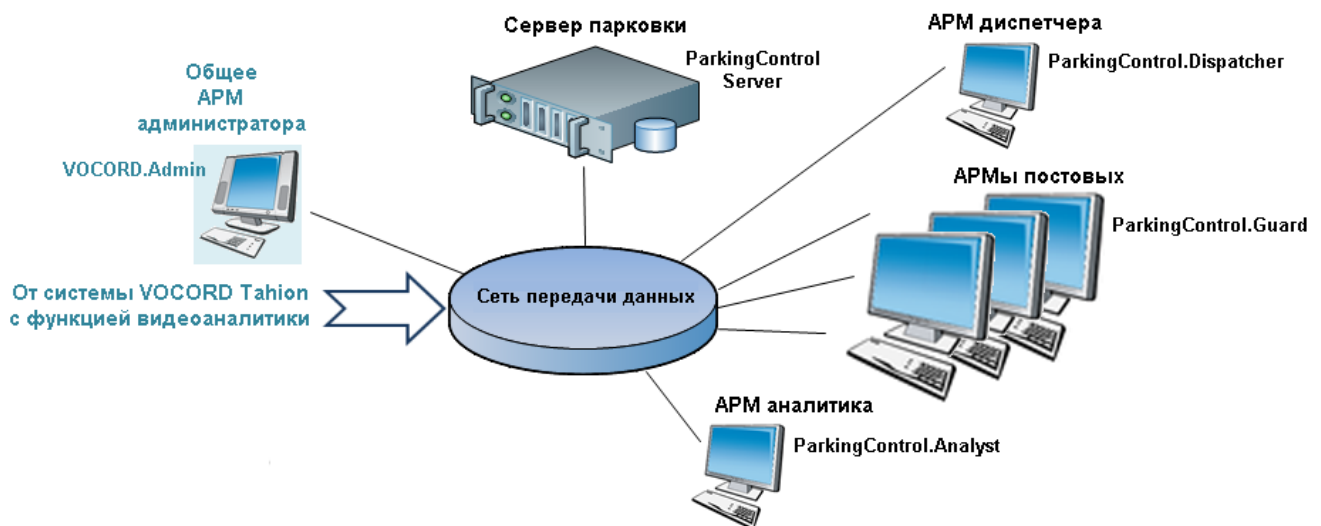 Сервер парковки
ParkingControl
Server
АРМ диспетчера
ParkingControl.Dispatcher
Общее
АРМ
администратора
VOCORD.Admin
АРМы постовых
ParkingControl.Guard
От системы VOCORD Tahion
с функцией видеоаналитики
Сеть передачи данных
АРМ аналитика
ParkingControl.Analyst